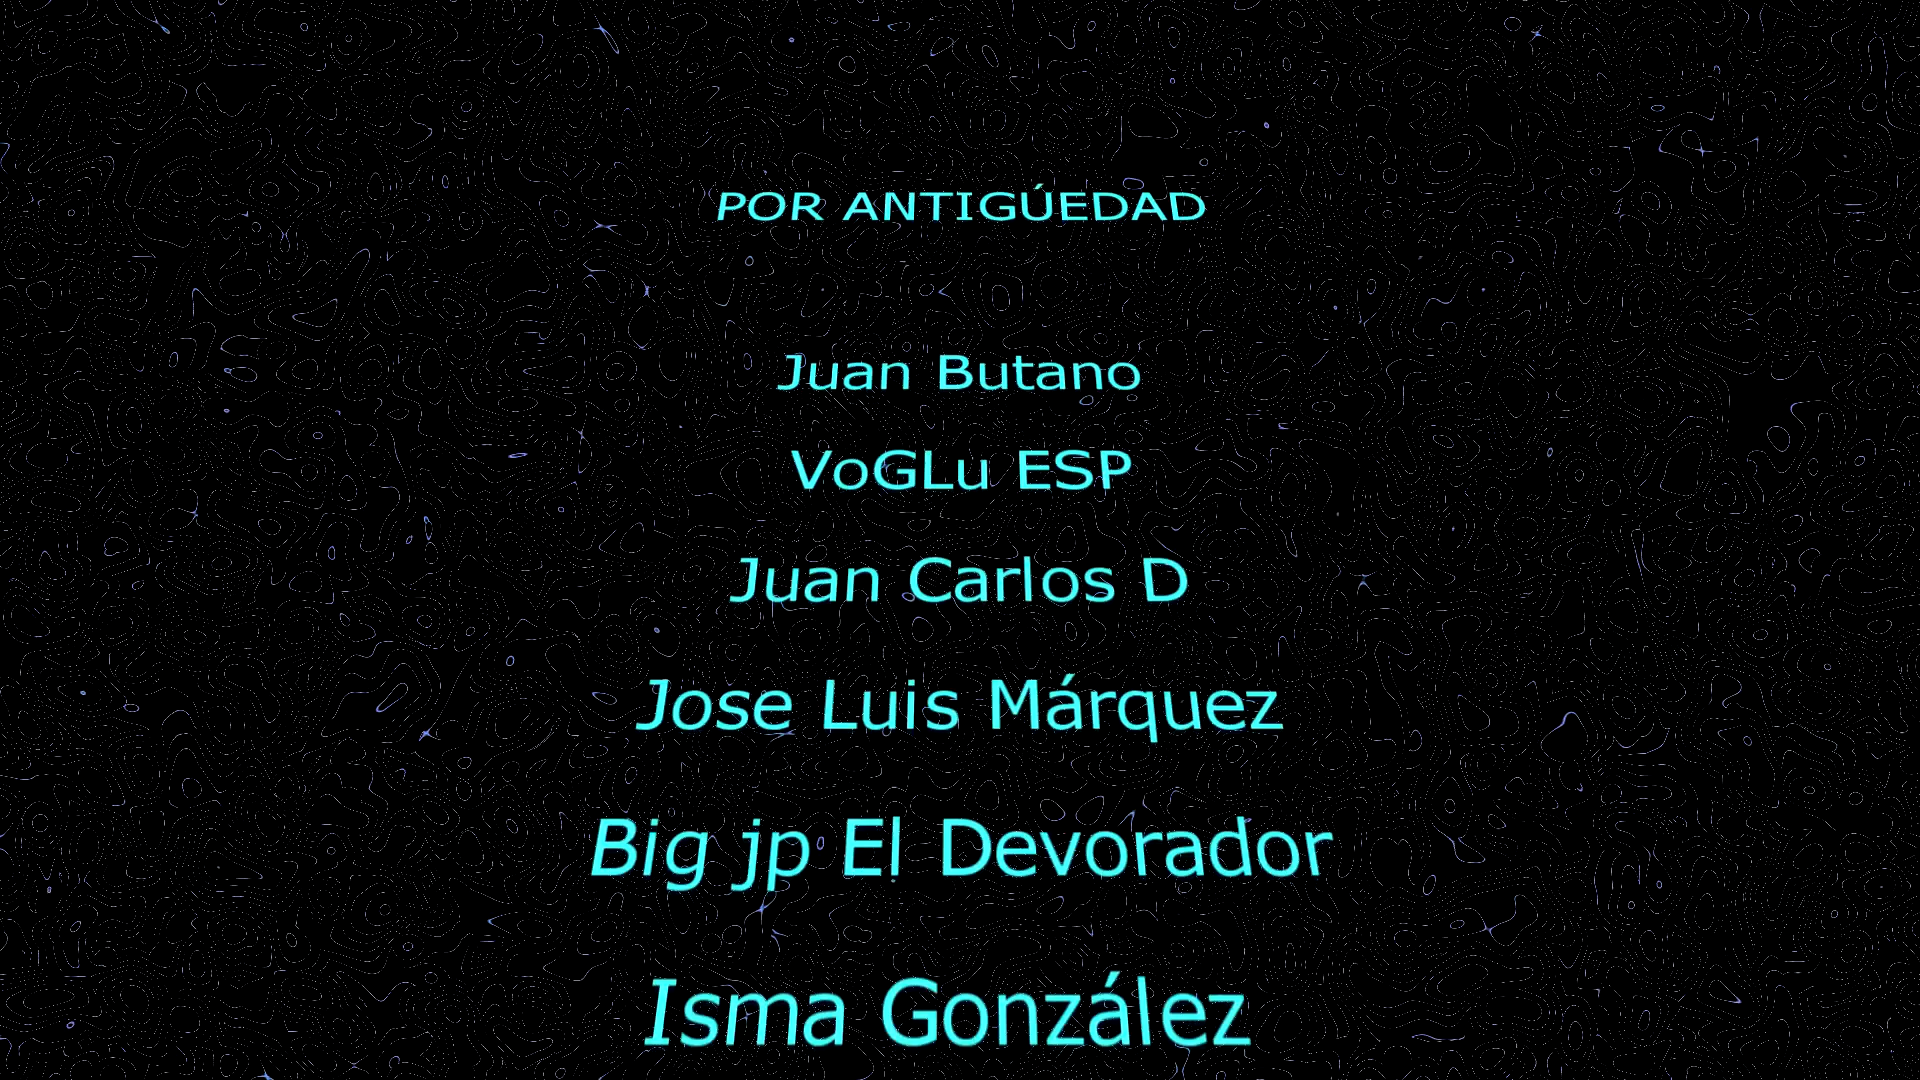 POR ANTIGÚEDAD
Juan Butano
VoGLu ESP
Juan Carlos D
Jose Luis Márquez
Big jp El Devorador
Isma González